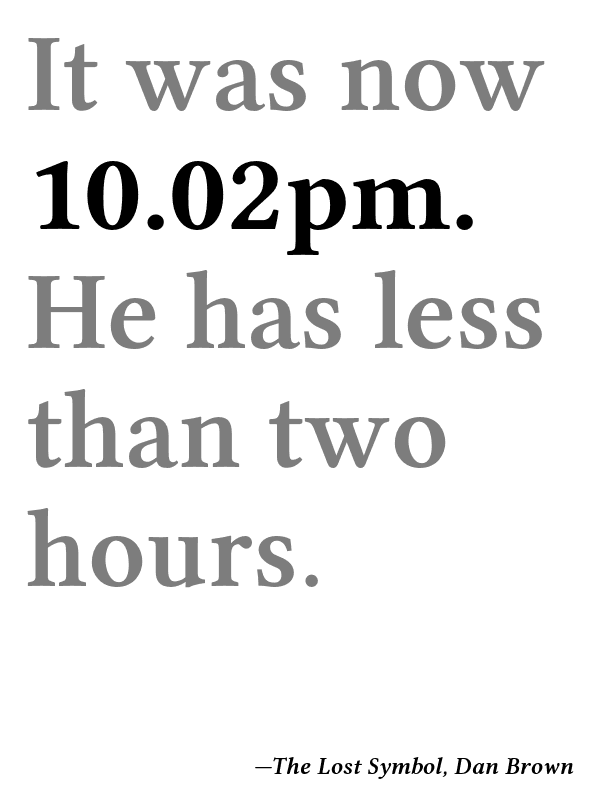 It was now
10.02pm.
He has less
than two
hours.
—The Lost Symbol, Dan Brown